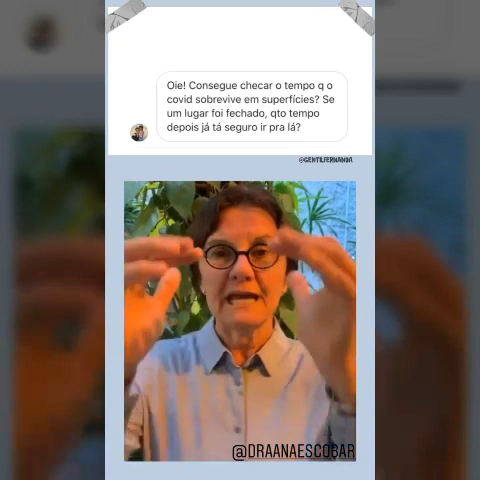 Oie! Consegue checar o tempo q o
covid sobrevive em superfícies? Se
um lugar foi fechado, qto tempo
depois já tá seguro ir pra lá?
@GENTILFERNANDA
@DRAANAESCOBAR